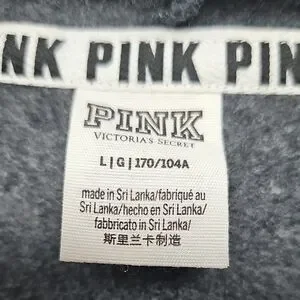 NK PINK PIN
PINK
VICTORIA'S SECRET
L|G|170/104A
made in Sri Lanka/fabriqué au
Sri Lanka/hecho en Sri Lanka/
fabbricato in Sri Lanka/
斯里兰卡制造